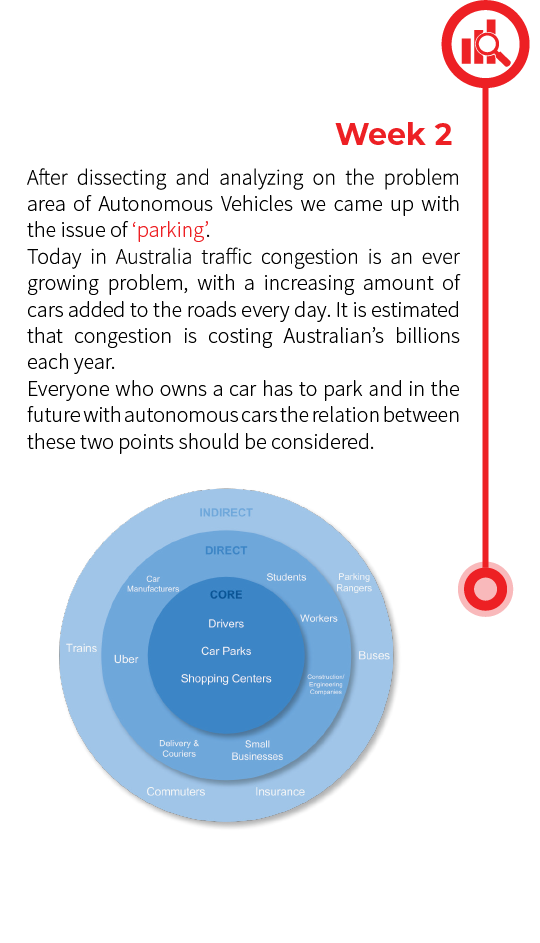 Week 2
After dissecting and analyzing on the problem
area of Autonomous Vehicles we came up with
the issue of ‘parking’.
Today in Australia traffic congestion is an ever
growing problem, with a increasing amount of
cars added to the roads every day. It is estimated
that congestion is costing Australian’s billions
each year.
Everyone who owns a car has to park and in the
future with autonomous cars the relation between
these two points should be considered.
INDIRECT
DIRECT
Car
Manufacturers
Students
Parking
Rangers
CORE
Drivers
Workers
Trains
Uber
Car Parks
Buses
Shopping Centers
Construction/
Engineering
Companies
Delivery &
Couriers
Small
Businesses
Commuters
Insurance